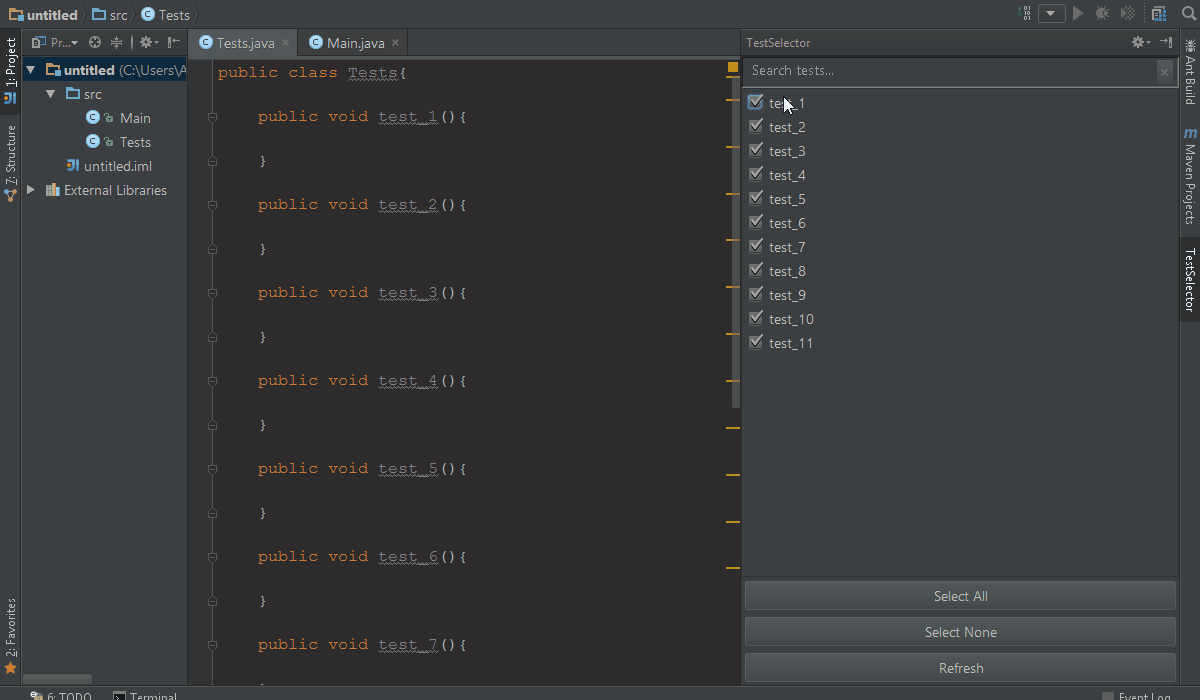 untitled src Tests
1: Project
Z: Structure
2: Favorites
Pr...
untitled (C:\Users\A
src
Main
Tests
untitled.iml
External Libraries
Tests.java
Main.java
public class Tests{
public void test_1(){
}
public void test_2(){
}
public void test_3(){
}
public void test_4(){
}
public void test_5(){
}
public void test_6(){
}
public void test_7(){
TestSelector
Search tests...
test_1
test_2
test_3
test_4
test_5
test_6
test_7
test_8
test_9
test_10
test_11
Select All
Select None
Refresh
Ant Build
Maven Projects
TestSelector
6: TODO
Terminal
Event Log